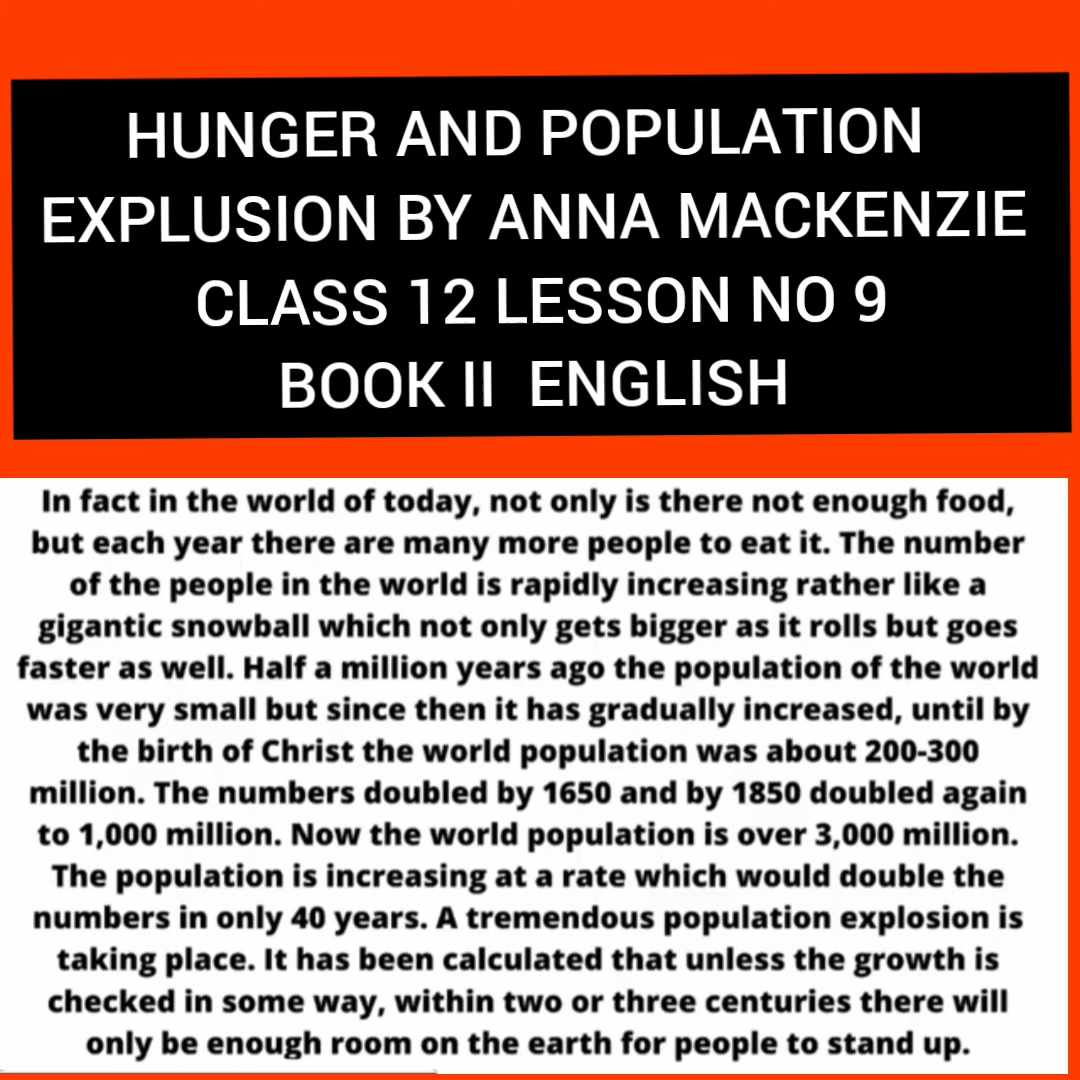 HUNGER AND POPULATION
EXPLUSION BY ANNA MACKENZIE
CLASS 12 LESSON NO 9
BOOK II ENGLISH
In fact in the world of today, not only is there not enough food,
but each year there are many more people to eat it. The number
of the people in the world is rapidly increasing rather like a
gigantic snowball which not only gets bigger as it rolls but goes
faster as well. Half a million years ago the population of the world
was very small but since then it has gradually increased, until by
the birth of Christ the world population was about 200-300
million. The numbers doubled by 1650 and by 1850 doubled again
to 1,000 million. Now the world population is over 3,000 million.
The population is increasing at a rate which would double the
numbers in only 40 years. A tremendous population explosion is
taking place. It has been calculated that unless the growth is
checked in some way, within two or three centuries there will
only be enough room on the earth for people to stand up.